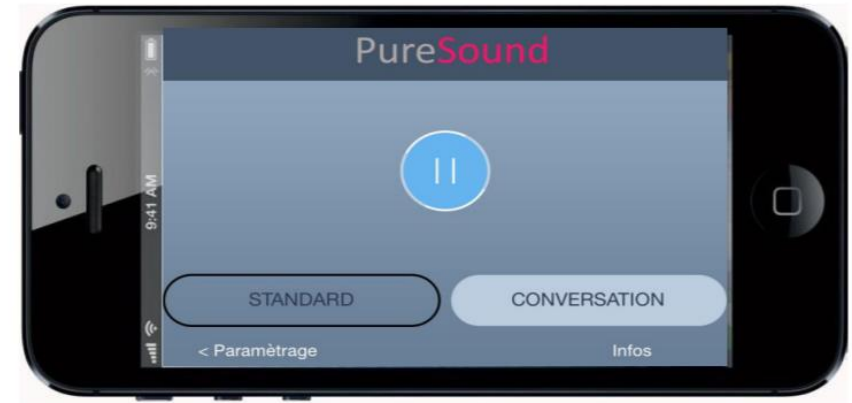 PureSound
9:41 AM
STANDARD
CONVERSATION
< Paramètrage
Infos